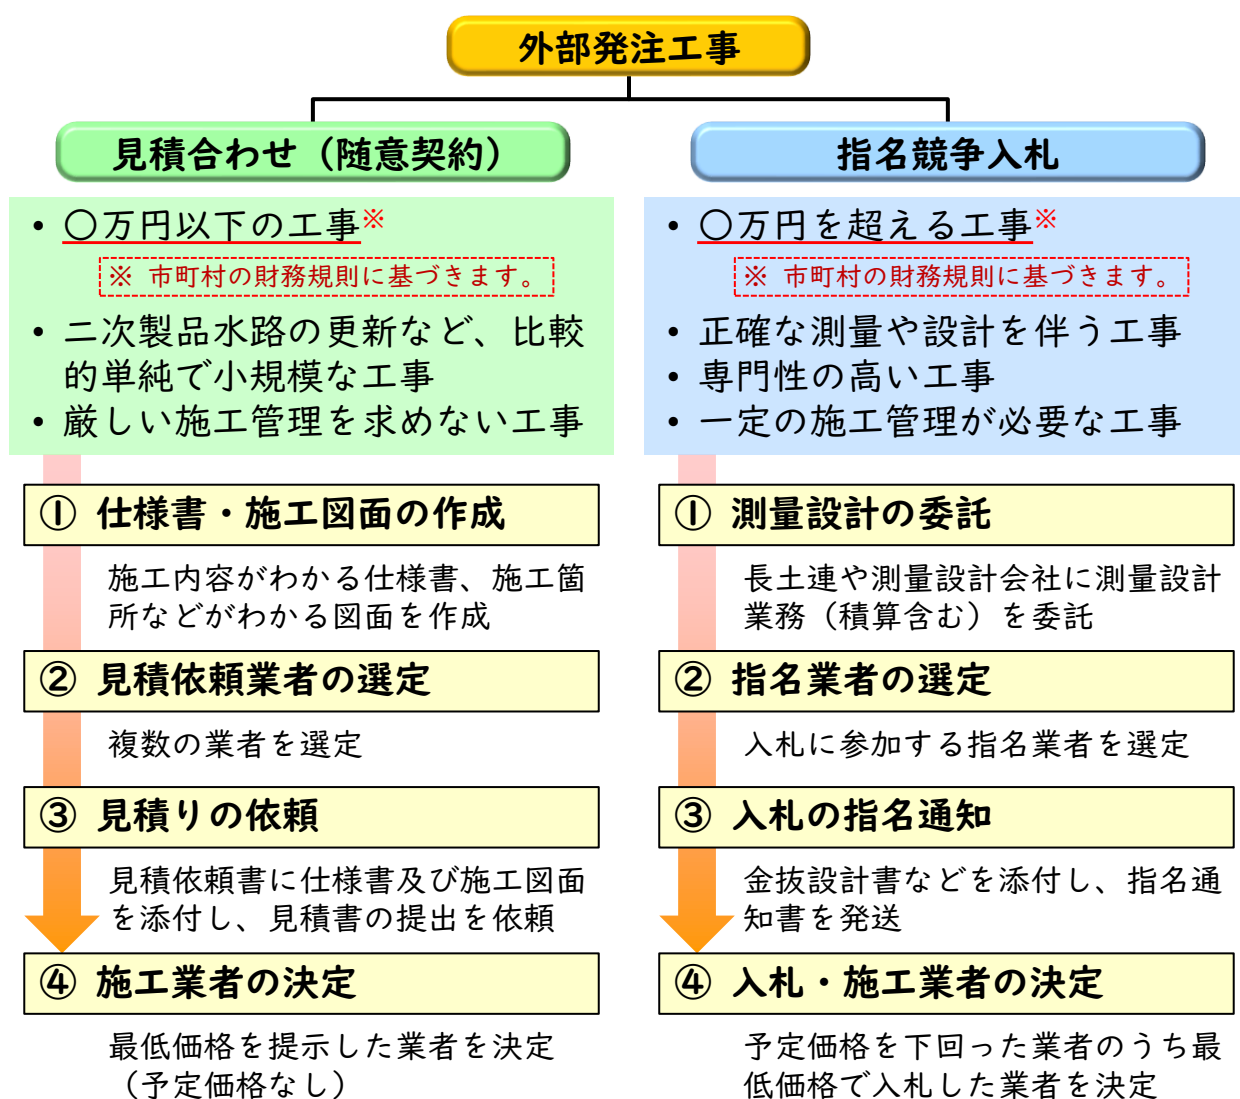 外部発注工事
見積合わせ（随意契約）
• 〇万円以下の工事※
※ 市町村の財務規則に基づきます。
• 二次製品水路の更新など、比較
的単純で小規模な工事
• 厳しい施工管理を求めない工事
① 仕様書・施工図面の作成
施工内容がわかる仕様書、施工箇
所などがわかる図面を作成
② 見積依頼業者の選定
複数の業者を選定
③ 見積りの依頼
見積依頼書に仕様書及び施工図面
を添付し、見積書の提出を依頼
④ 施工業者の決定
最低価格を提示した業者を決定
（予定価格なし）
指名競争入札
• 〇万円を超える工事※
※ 市町村の財務規則に基づきます。
• 正確な測量や設計を伴う工事
• 専門性の高い工事
• 一定の施工管理が必要な工事
① 測量設計の委託
長土連や測量設計会社に測量設計
業務（積算含む）を委託
② 指名業者の選定
入札に参加する指名業者を選定
③ 入札の指名通知
金抜設計書などを添付し、指名通
知書を発送
④ 入札・施工業者の決定
予定価格を下回った業者のうち最
低価格で入札した業者を決定